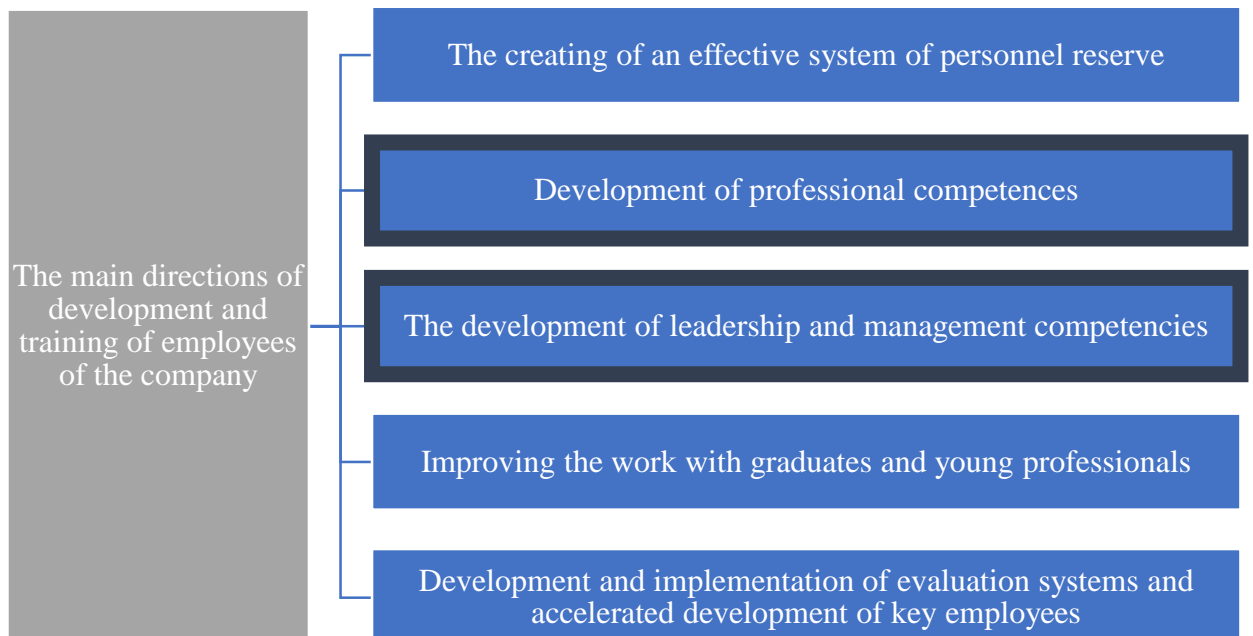 The main directions of
development and
training of employees
of the company
The creating of an effective system of personnel reserve
Development of professional competences
The development of leadership and management competencies
Improving the work with graduates and young professionals
Development and implementation of evaluation systems and
accelerated development of key employees